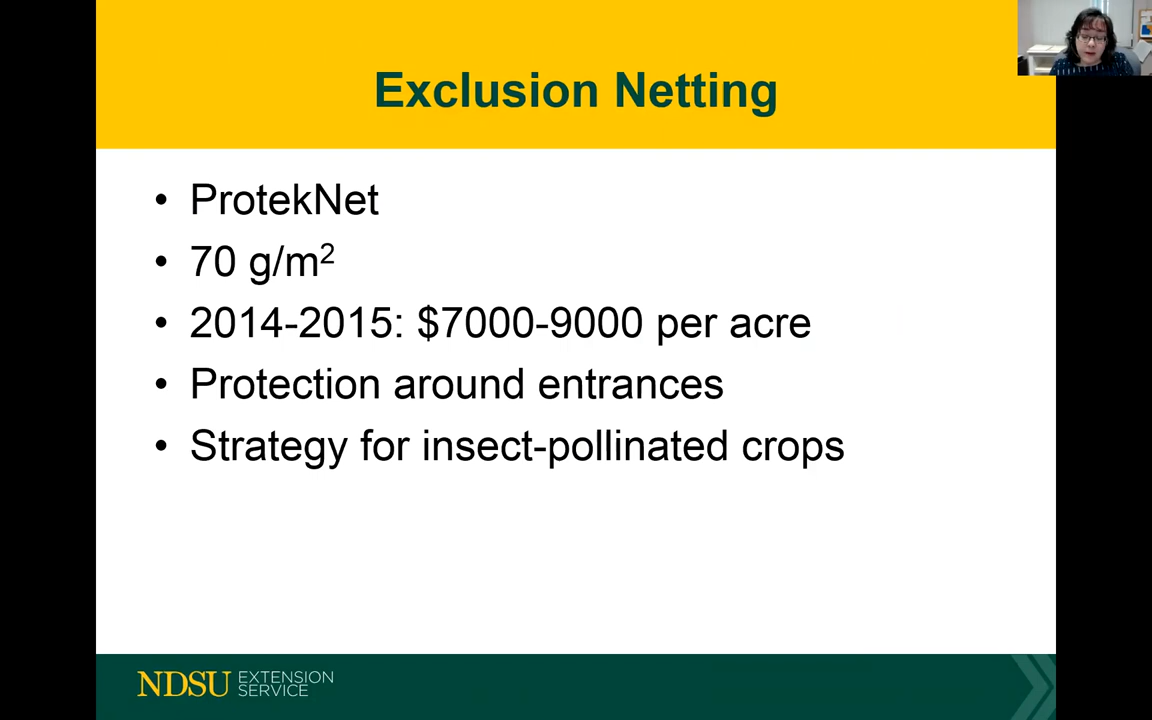 Exclusion Netting
• ProtekNet
• 70 g/m²
• 2014-2015: $7000-9000 per acre
• Protection around entrances
• Strategy for insect-pollinated crops
NDSU EXTENSION
SERVICE